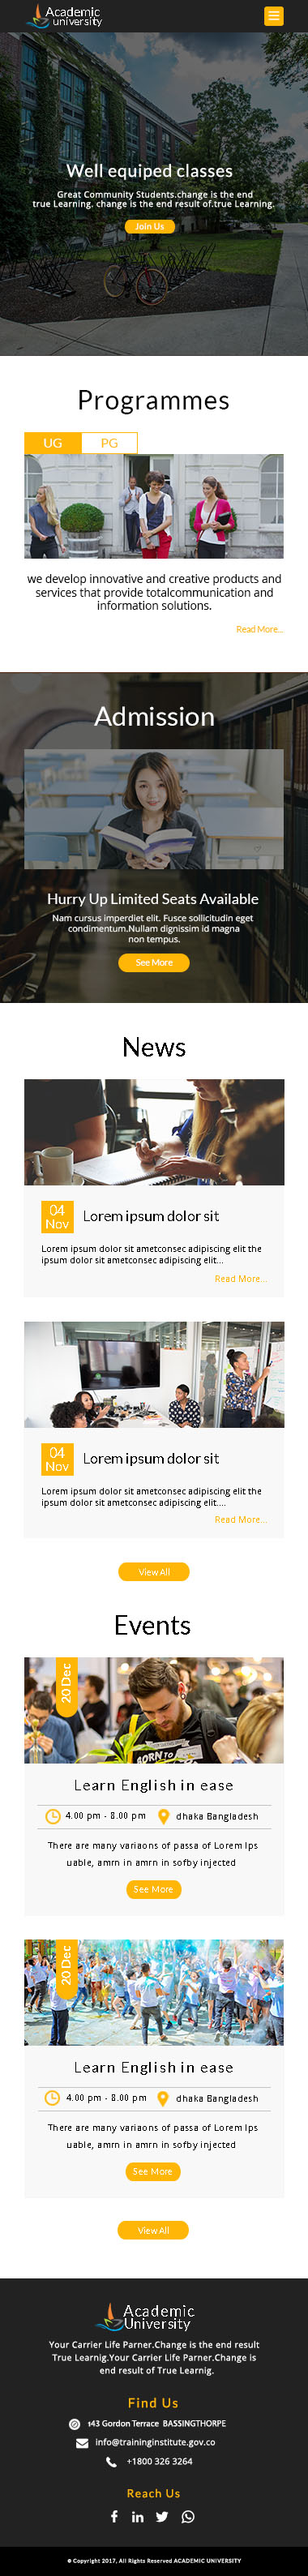 Academic
university
Well equiped classes
Great Community Students.change is the end
true Learning. change is the end result of.true Learning.
Join Us
Programmes
UG
PG
we develop innovative and creative products and
services that provide totalcommunication and
information solutions.
Read More...
Admission
Hurry Up Limited Seats Available
Nam cursus imperdiet elit. Fusce sollicitudin eget
condimentum.Nullam dignissim id magna
non tempus.
See More
News
04
Nov
Lorem ipsum dolor sit
Lorem ipsum dolor sit ametconsec adipiscing elit the
ipsum dolor sit ametconsec adipiscing elit...
Read More...
04
Nov
Lorem ipsum dolor sit
Lorem ipsum dolor sit ametconsec adipiscing elit the
ipsum dolor sit ametconsec adipiscing elit....
Read More...
View All
Events
20 Dec
BORN TO
Learn English in ease
4.00 pm - 8.00 pm
dhaka Bangladesh
There are many variaons of passa of Lorem Ips
uable, amrn in amrn in sofby injected
See More
20 Dec
Learn English in ease
4.00 pm - 8.00 pm
dhaka Bangladesh
There are many variaons of passa of Lorem Ips
uable, amrn in amrn in sofby injected
See More
View All
Academic
University
Your Carrier Life Parner.Change is the end result
True Learnig.Your Carrier Life Parner.Change is
end result of True Learnig.
Find Us
143 Gordon Terrace BASSINGTHORPE
info@traininginstitute.gov.co
+1800 326 3264
Reach Us
© Copyright 2017, All Rights Reserved ACADEMIC UNIVERSITY